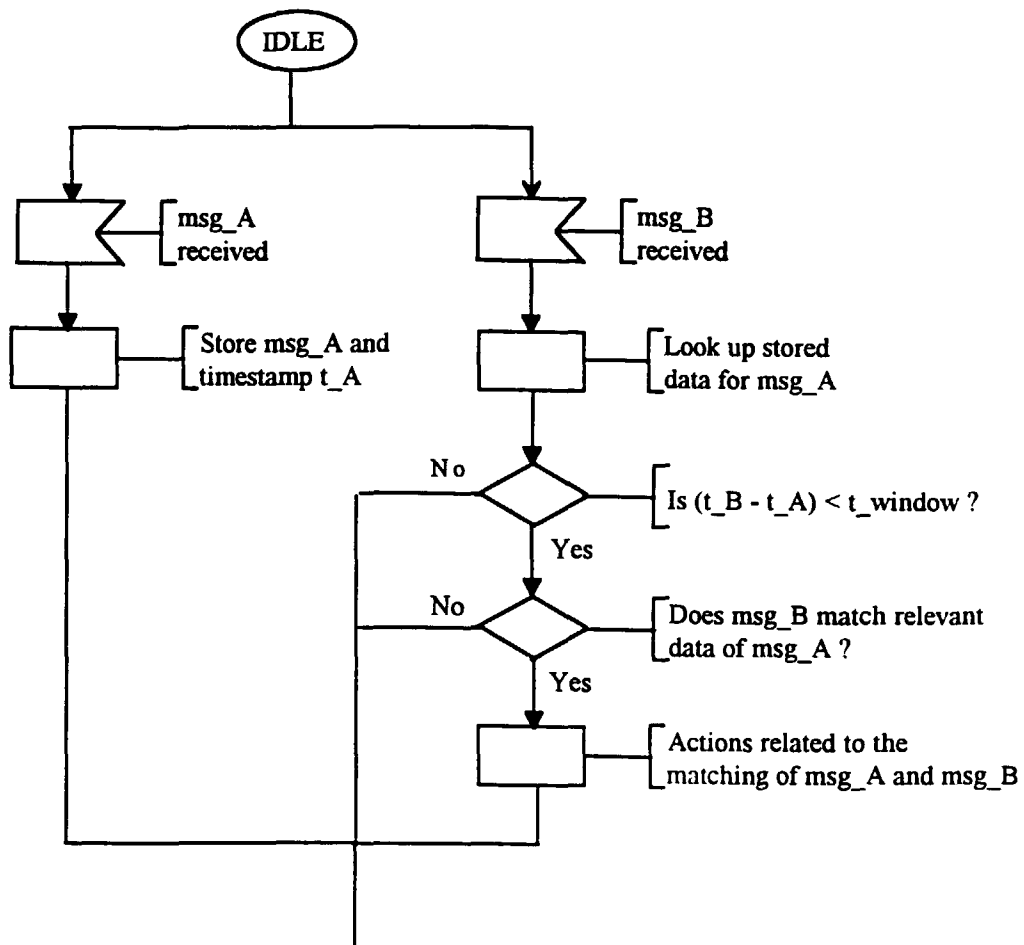 IDLE
msg_A
received
msg_B
received
Store msg_A and
timestamp t_A
Look up stored
data for msg_A
No
Is (t_B - t_A) < t_window ?
Yes
No
Does msg_B match relevant
data of msg_A ?
Yes
Actions related to the
matching of msg_A and msg_B